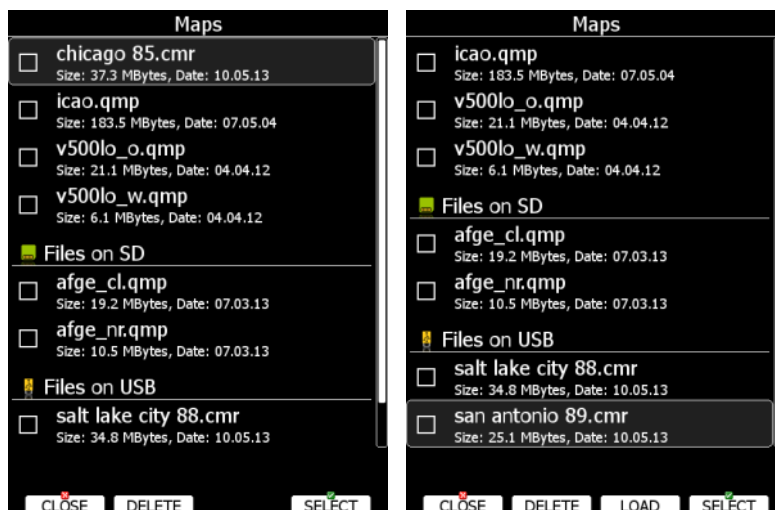 Maps
chicago 85.cmr
Size: 37.3 MBytes, Date: 10.05.13
icao.qmp
Size: 183.5 MBytes, Date: 07.05.04
v500lo_o.qmp
Size: 21.1 MBytes, Date: 04.04.12
v500lo_w.qmp
Size: 6.1 MBytes, Date: 04.04.12
Files on SD
afge_cl.qmp
Size: 19.2 MBytes, Date: 07.03.13
afge_nr.qmp
Size: 10.5 MBytes, Date: 07.03.13
Files on USB
salt lake city 88.cmr
Size: 34.8 MBytes, Date: 10.05.13
CLOSE DELETE SELECT
Maps
icao.qmp
Size: 183.5 MBytes, Date: 07.05.04
v500lo_o.qmp
Size: 21.1 MBytes, Date: 04.04.12
v500lo_w.qmp
Size: 6.1 MBytes, Date: 04.04.12
Files on SD
afge_cl.qmp
Size: 19.2 MBytes, Date: 07.03.13
afge_nr.qmp
Size: 10.5 MBytes, Date: 07.03.13
Files on USB
salt lake city 88.cmr
Size: 34.8 MBytes, Date: 10.05.13
san antonio 89.cmr
Size: 25.1 MBytes, Date: 10.05.13
CLOSE DELETE LOAD SELECT